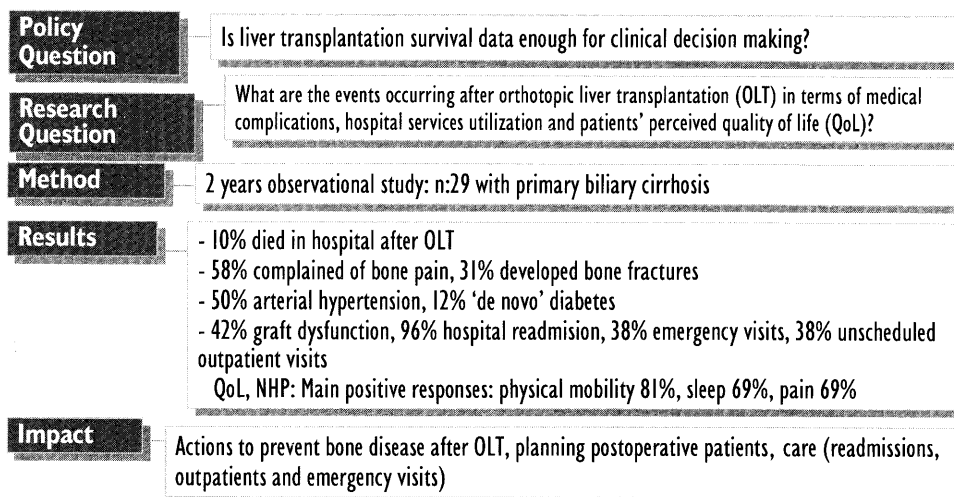 Policy
Question
Is liver transplantation survival data enough for clinical decision making?
Research
Question
What are the events occurring after orthotopic liver transplantation (OLT) in terms of medical
complications, hospital services utilization and patients' perceived quality of life (QoL)?
Method
2 years observational study: n:29 with primary biliary cirrhosis
Results
- 10% died in hospital after OLT
- 58% complained of bone pain, 31% developed bone fractures
- 50% arterial hypertension, 12% 'de novo' diabetes
- 42% graft dysfunction, 96% hospital readmision, 38% emergency visits, 38% unscheduled
outpatient visits
QoL, NHP: Main positive responses: physical mobility 81%, sleep 69%, pain 69%
Impact
Actions to prevent bone disease after OLT, planning postoperative patients, care (readmissions,
outpatients and emergency visits)